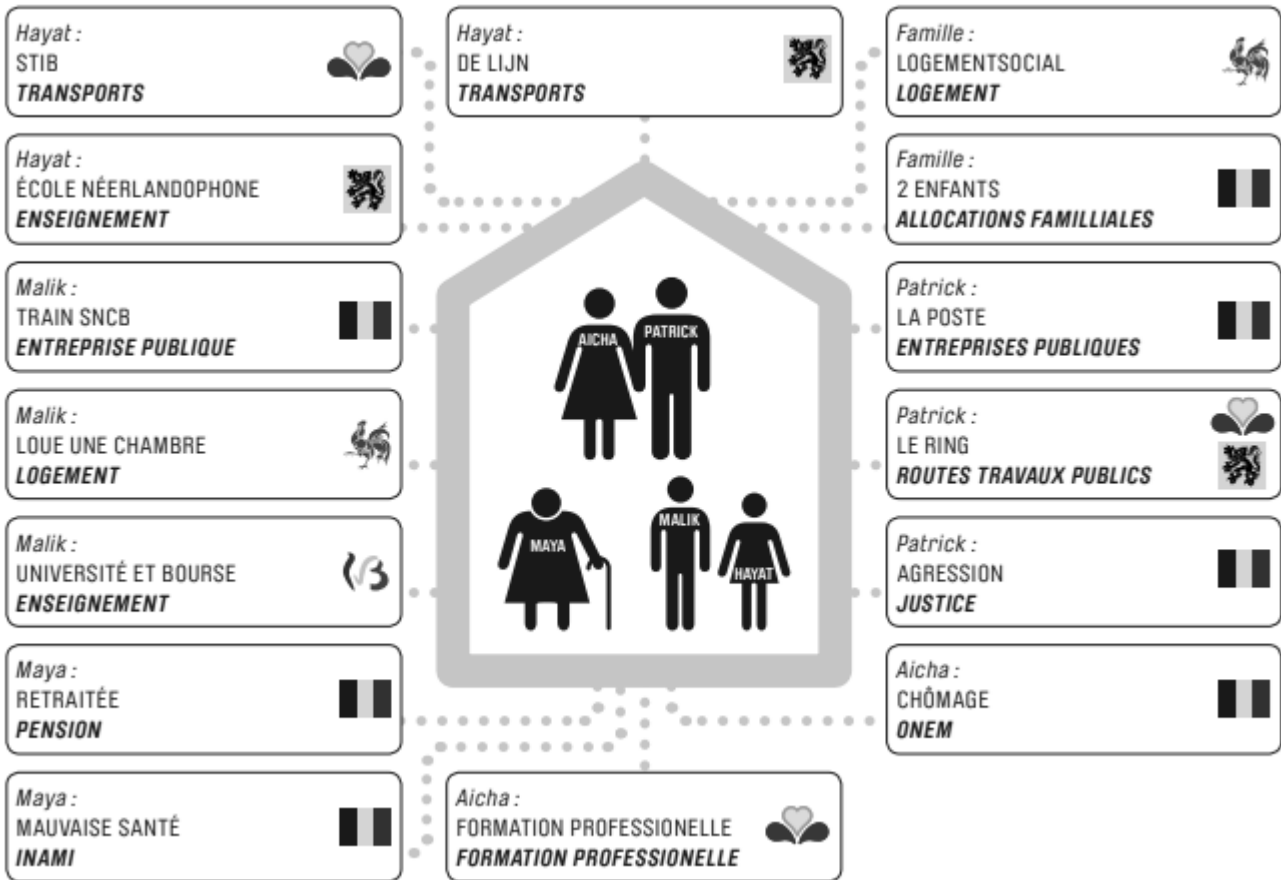 Hayat :
STIB
TRANSPORTS
Hayat :
DE LIJN
TRANSPORTS
Famille :
LOGEMENTSOCIAL
LOGEMENT
Hayat :
ÉCOLE NÉERLANDOPHONE
ENSEIGNEMENT
Famille :
2 ENFANTS
ALLOCATIONS FAMILLIALES
Malik :
TRAIN SNCB
ENTREPRISE PUBLIQUE
Patrick :
LA POSTE
ENTREPRISES PUBLIQUES
Malik :
LOUE UNE CHAMBRE
LOGEMENT
Patrick :
LE RING
ROUTES TRAVAUX PUBLICS
Malik :
UNIVERSITÉ ET BOURSE
ENSEIGNEMENT
Patrick :
AGRESSION
JUSTICE
Maya :
RETRAITÉE
PENSION
Aicha :
CHÔMAGE
ONEM
Maya :
MAUVAISE SANTÉ
INAMI
Aicha :
FORMATION PROFESSIONELLE
FORMATION PROFESSIONELLE
AICHA
PATRICK
MAYA
MALIK
HAYAT